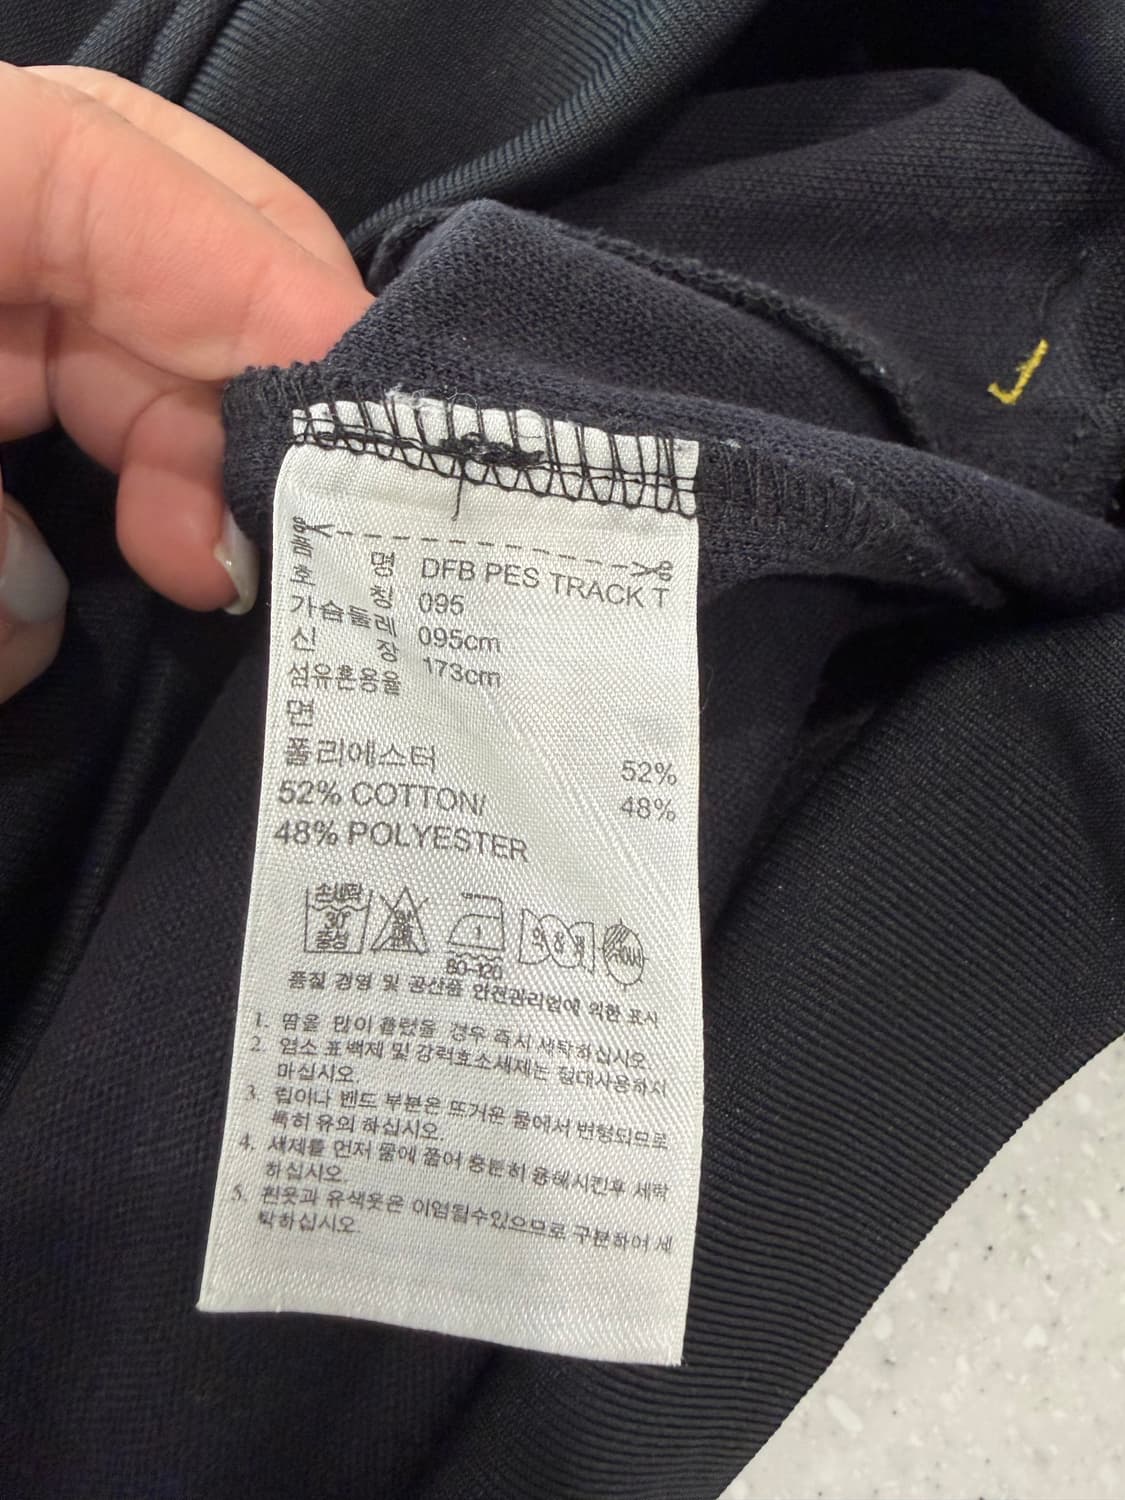 품 명 DFB PES TRACK T
호 칭 095
가슴둘레 095cm
신 장 173cm
섬유혼용율
면 52%
폴리에스터 48%
52% COTTON/
48% POLYESTER
손세탁
30°
중성
1
80-120
품질 경영 및 공산품 안전관리법에 의한 표시
1. 땀을 많이 흘렸을 경우 즉시 세탁하십시오.
2. 염소 표백제 및 강력효소세제는 절대사용하시
마십시오.
3. 립이나 밴드 부분은 뜨거운 물에서 변형되므로
특히 유의 하십시오.
4. 세제를 먼저 물에 풀어 충분히 용해시킨후 세탁
하십시오.
5. 흰옷과 유색옷은 이염될수있으므로 구분하여 세
탁하십시오